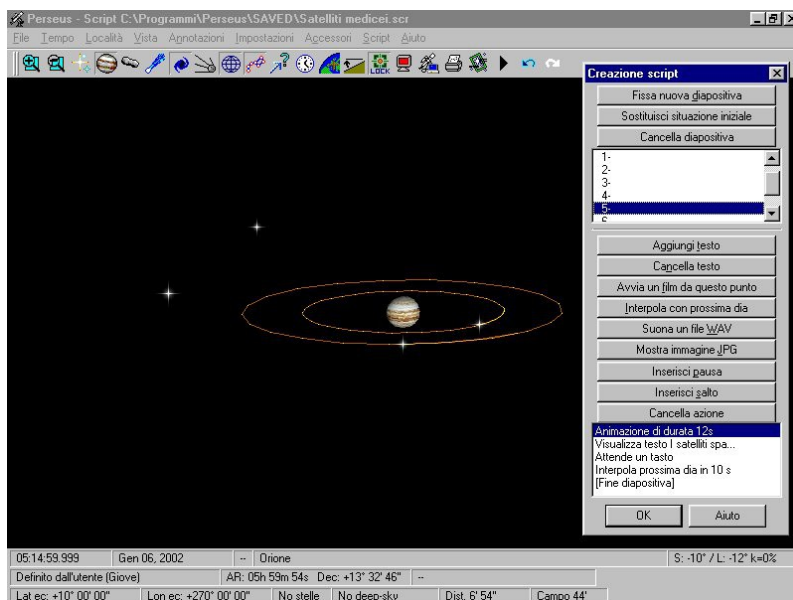 Perseus - Script C:\Programmi\Perseus\SAVED\Satelliti medicei.scr
File Tempo Località Vista Annotazioni Impostazioni Accessori Script Aiuto
LOCK
Creazione script
Fissa nuova diapositiva
Sostituisci situazione iniziale
Cancella diapositiva
1-
2-
3-
4-
5-
6
Aggiungi testo
Cancella testo
Avvia un film da questo punto
Interpola con prossima dia
Suona un file WAV
Mostra immagine JPG
Inserisci pausa
Inserisci salto
Cancella azione
Animazione di durata 12s
Visualizza testo I satelliti spa...
Attende un tasto
Interpola prossima dia in 10 s
[Fine diapositiva]
OK Aiuto
05:14:59.999 Gen 06, 2002 -- Orione S: -10° / L: -12° k=0%
Definito dall'utente (Giove) AR: 05h 59m 54s Dec: +13° 32' 46" --
Lat ec: +10° 00' 00" Lon ec: +270° 00' 00" No stelle No deep-sky Dist. 6' 54" Campo 44'